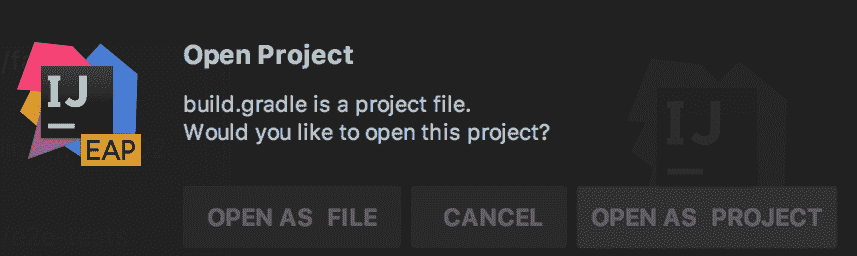 Open Project
IJ
build.gradle is a project file.
Would you like to open this project?
IJ
EAP
OPEN AS FILE
CANCEL
OPEN AS PROJECT